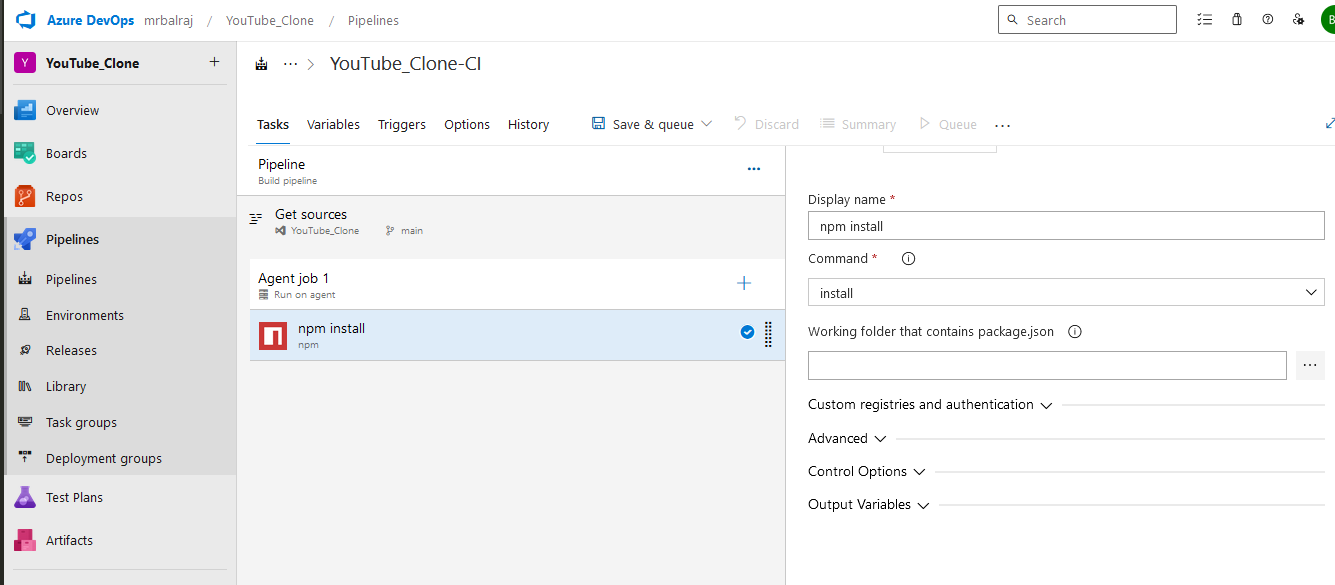 Azure DevOps mrbalraj / YouTube_Clone / Pipelines
Search
B
Y YouTube_Clone +
Overview
Boards
Repos
Pipelines
Pipelines
Environments
Releases
Library
Task groups
Deployment groups
Test Plans
Artifacts
... > YouTube_Clone-CI
Tasks Variables Triggers Options History Save & queue Discard Summary Queue ...
Pipeline
Build pipeline
...
Get sources
YouTube_Clone main
Agent job 1
Run on agent
+
npm install
npm
Display name *
npm install
Command *
install
Working folder that contains package.json
...
Custom registries and authentication
Advanced
Control Options
Output Variables